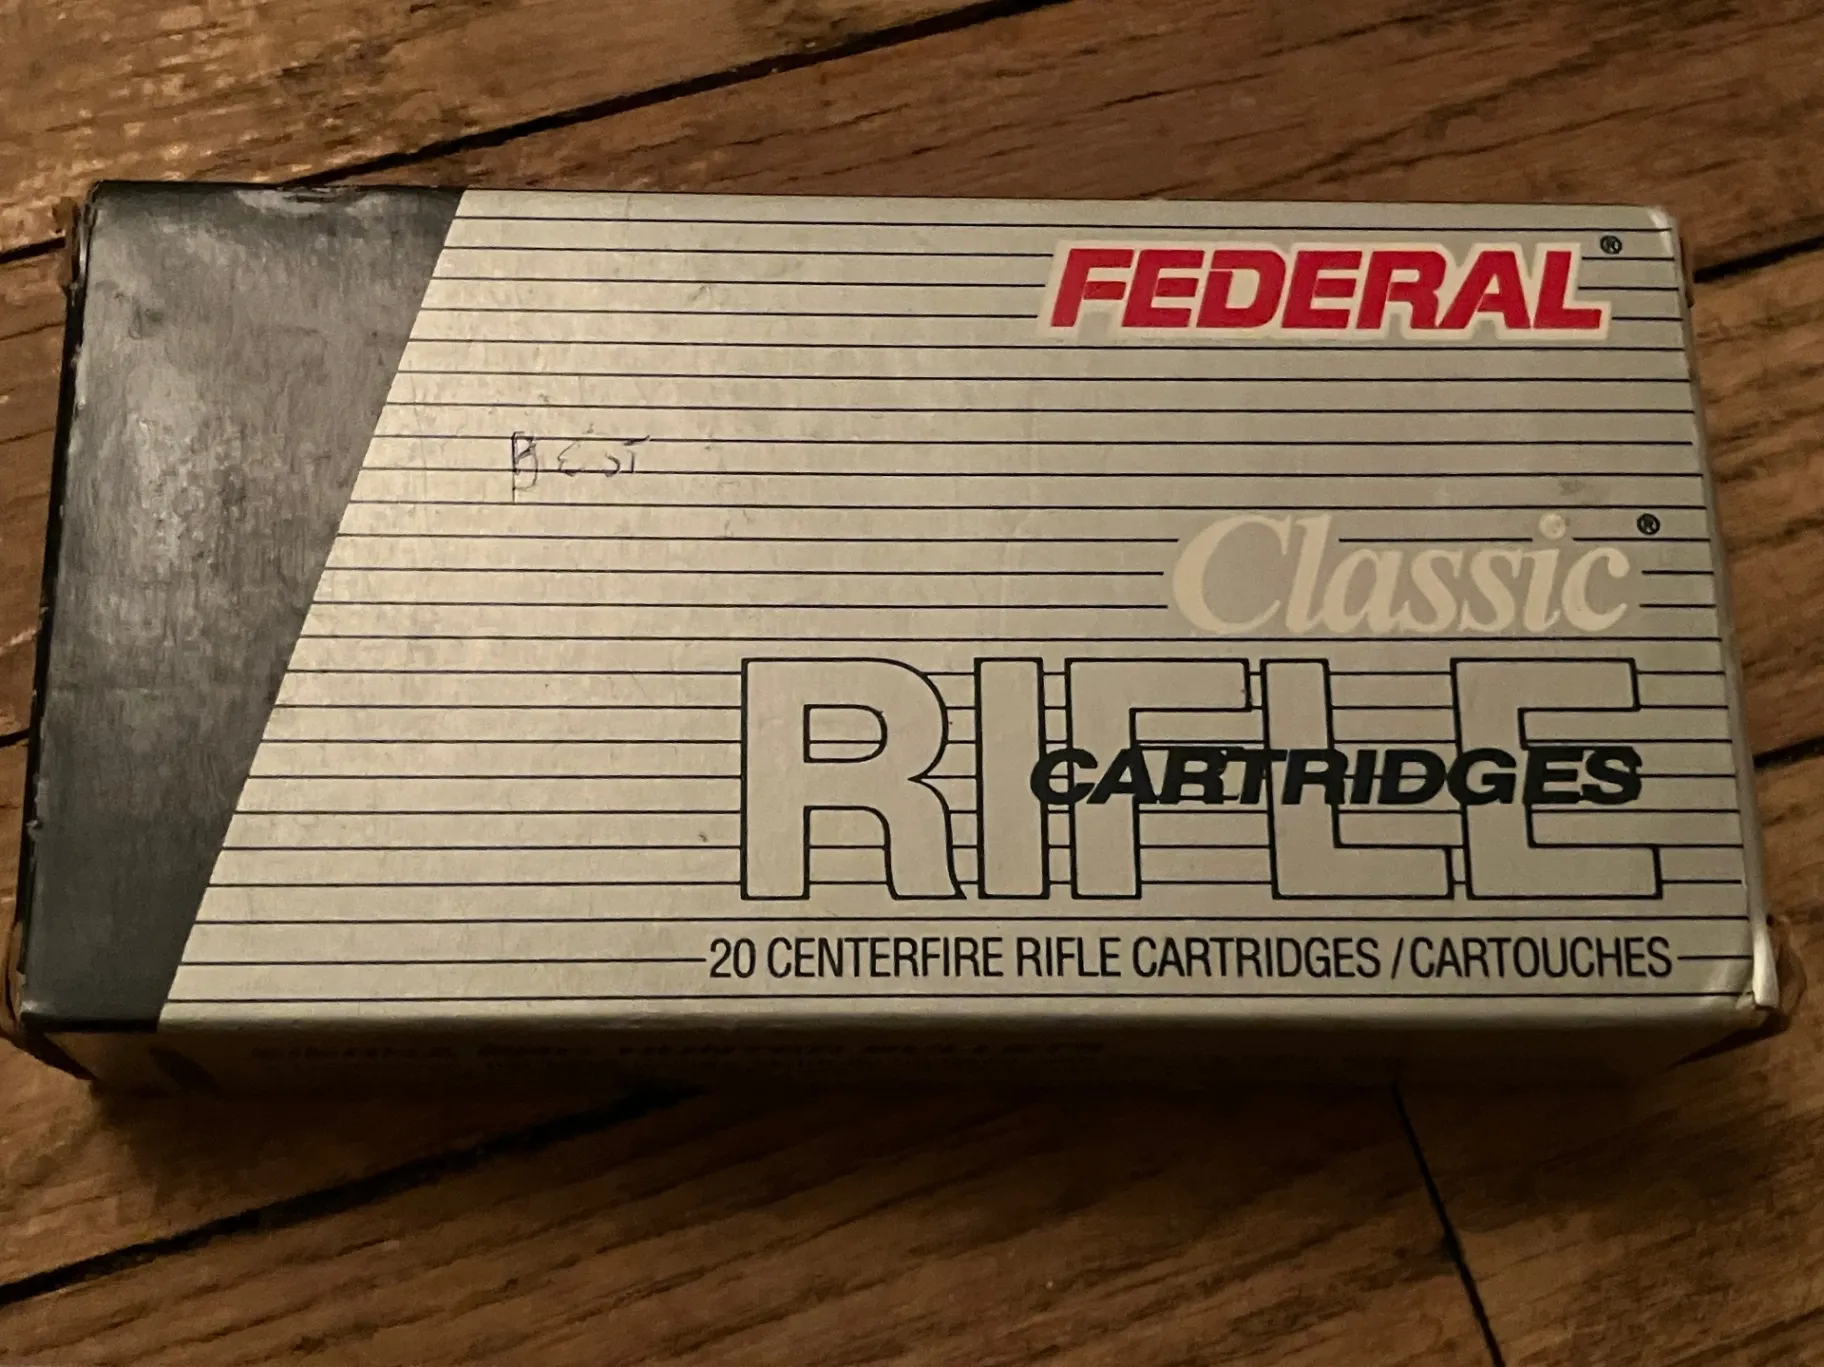 FEDERAL®
BEST
Classic®
RIFLE
CARTRIDGES
20 CENTERFIRE RIFLE CARTRIDGES / CARTOUCHES